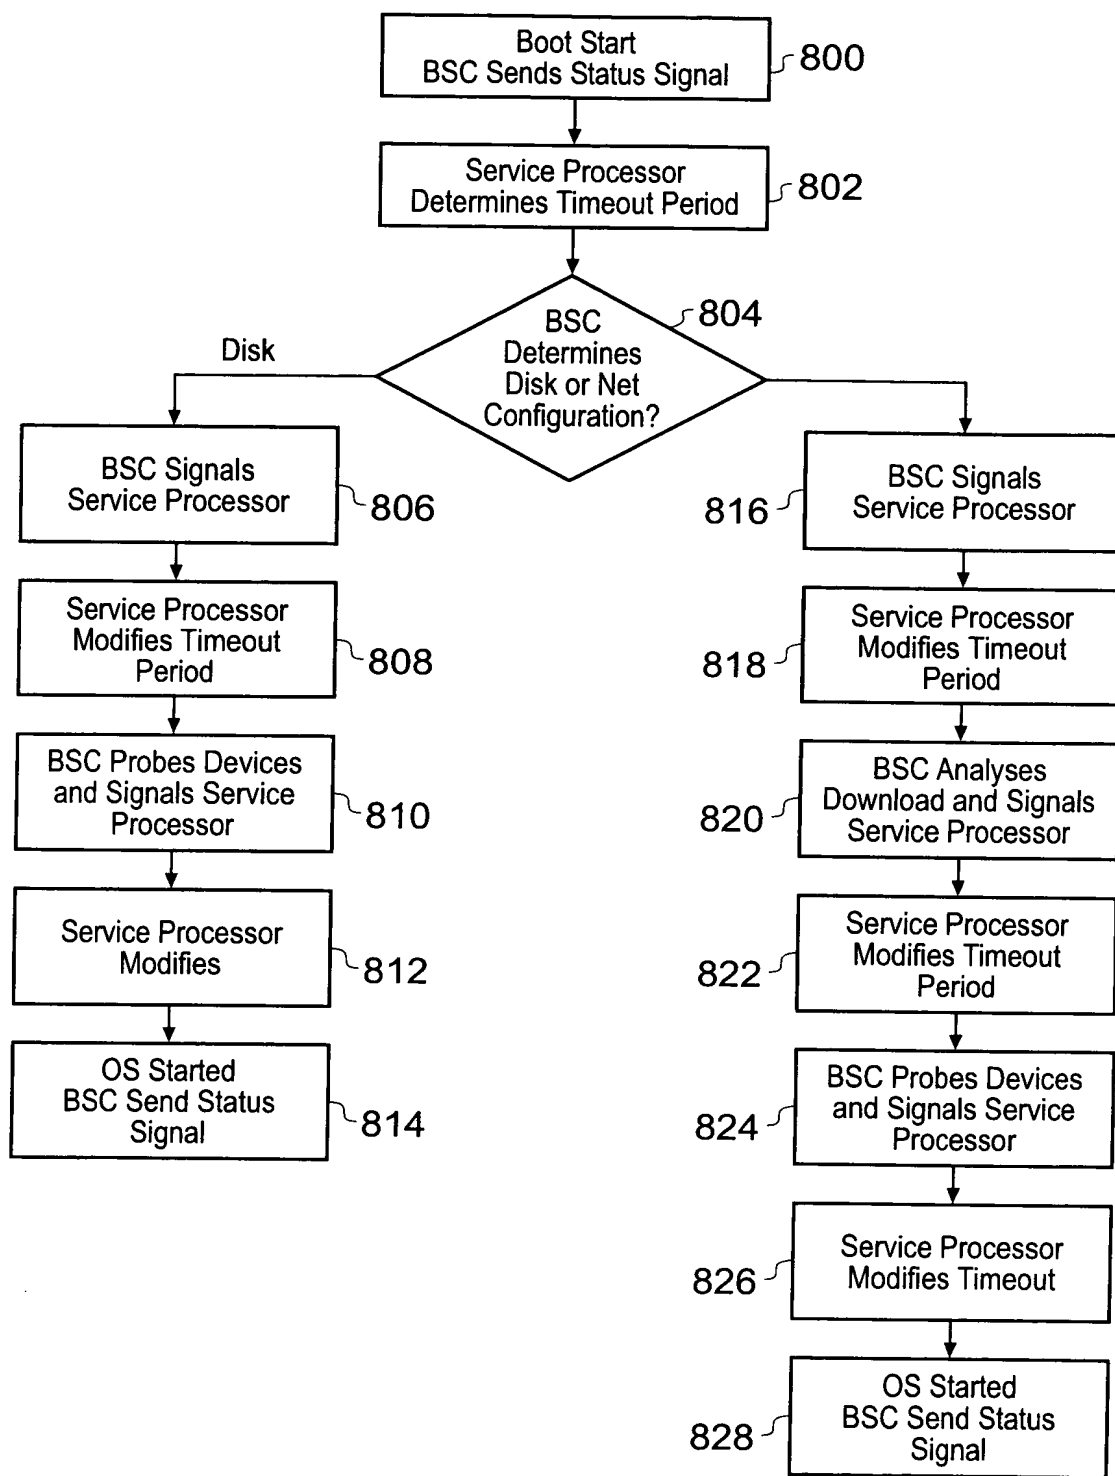 Boot Start
BSC Sends Status Signal
800
Service Processor
Determines Timeout Period
802
BSC
Determines
Disk or Net
Configuration?
804
Disk
BSC Signals
Service Processor
806
Service Processor
Modifies Timeout
Period
808
BSC Probes Devices
and Signals Service
Processor
810
Service Processor
Modifies
812
OS Started
BSC Send Status
Signal
814
BSC Signals
Service Processor
816
Service Processor
Modifies Timeout
Period
818
BSC Analyses
Download and Signals
Service Processor
820
Service Processor
Modifies Timeout
Period
822
BSC Probes Devices
and Signals Service
Processor
824
Service Processor
Modifies Timeout
826
OS Started
BSC Send Status
Signal
828